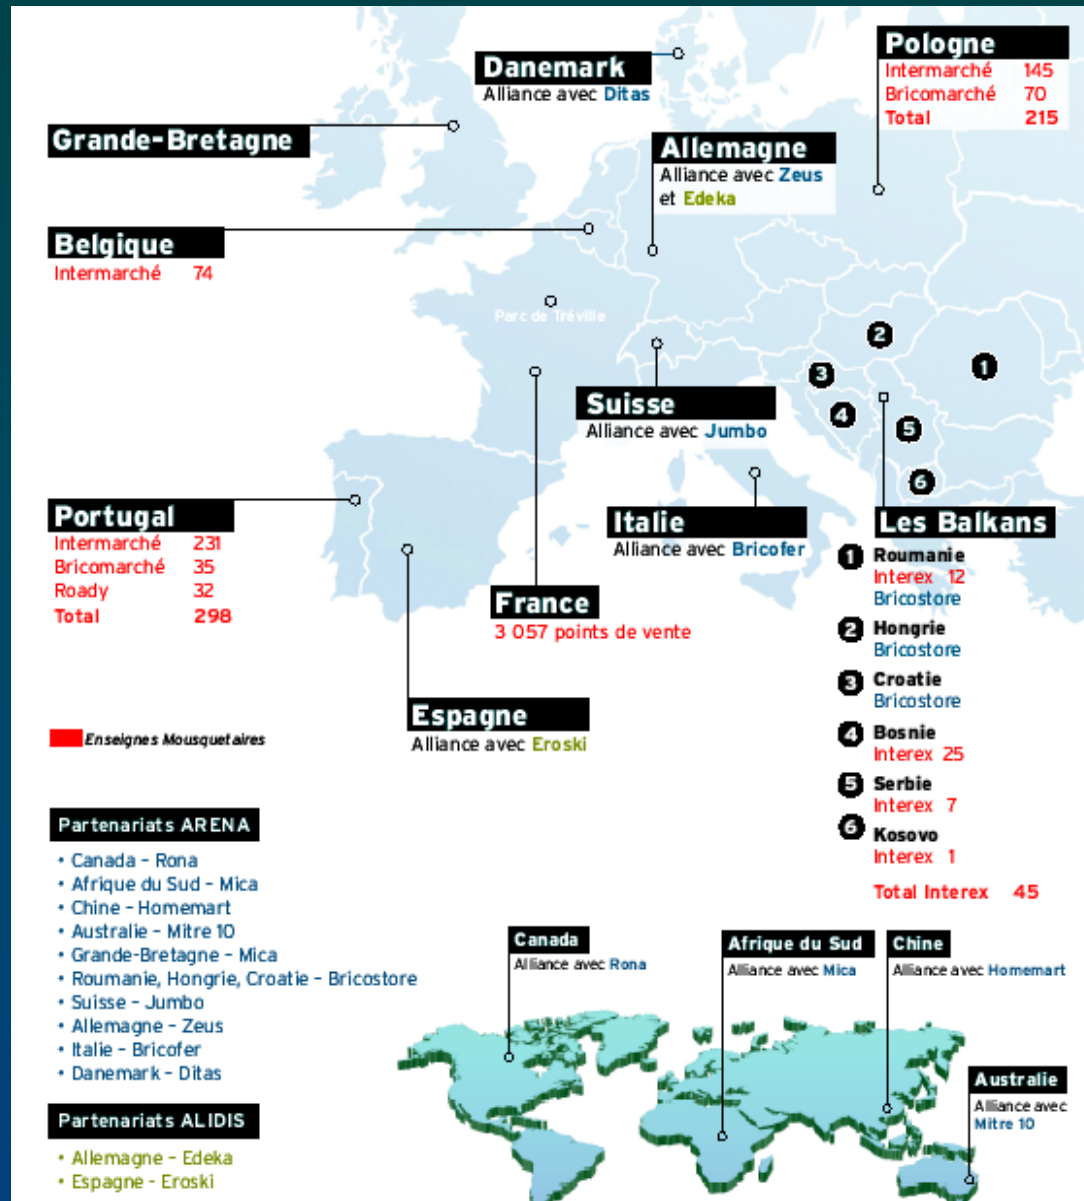 Danemark
Alliance avec Ditas
Pologne
Intermarché 145
Bricomarché 70
Total 215
Grande-Bretagne
Allemagne
Alliance avec Zeus
et Edeka
Belgique
Intermarché 74
Parc de Tréville
2
1
3
4
5
6
Suisse
Alliance avec Jumbo
Portugal
Intermarché 231
Bricomarché 35
Roady 32
Total 298
Italie
Alliance avec Bricofer
France
3 057 points de vente
Espagne
Alliance avec Eroski
Les Balkans
1 Roumanie
Interex 12
Bricostore
2 Hongrie
Bricostore
3 Croatie
Bricostore
4 Bosnie
Interex 25
5 Serbie
Interex 7
6 Kosovo
Interex 1
Total Interex 45
Enseignes Mousquetaires
Partenariats ARENA
• Canada – Rona
• Afrique du Sud – Mica
• Chine – Homemart
• Australie – Mitre 10
• Grande-Bretagne – Mica
• Roumanie, Hongrie, Croatie – Bricostore
• Suisse – Jumbo
• Allemagne – Zeus
• Italie – Bricofer
• Danemark – Ditas
Partenariats ALIDIS
• Allemagne – Edeka
• Espagne - Eroski
Canada
Alliance avec Rona
Afrique du Sud
Alliance avec Mica
Chine
Alliance avec Homemart
Australie
Alliance avec
Mitre 10